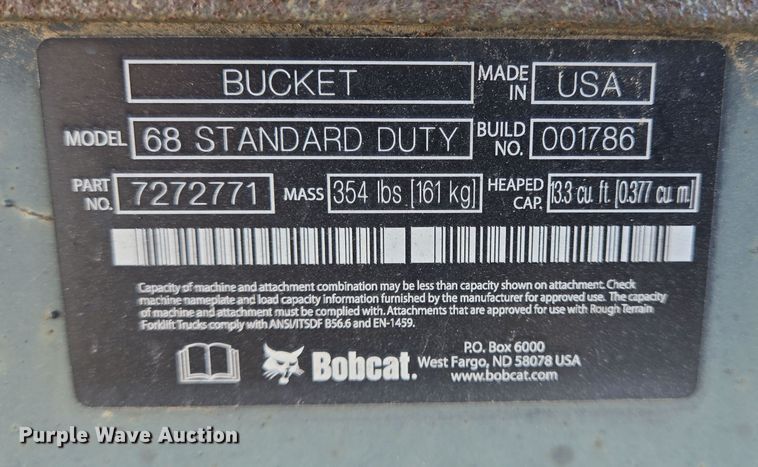 BUCKET MADE IN USA
MODEL 68 STANDARD DUTY BUILD NO. 001786
PART NO. 7272771 MASS 354 lbs [161 kg] HEAPED CAP. 13.3 cu. ft. [0.377 cu. m.]
Capacity of machine and attachment combination may be less than capacity shown on attachment. Check
machine nameplate and load capacity information furnished by the manufacturer for approved use. The capacity
of machine and attachment must be complied with. Attachments that are approved for use with Rough Terrain
Forklift Trucks comply with ANSI/ITSDF B56.6 and EN-1459.
Bobcat.
P.O. Box 6000
West Fargo, ND 58078 USA
www.bobcat.com
Purple Wave Auction